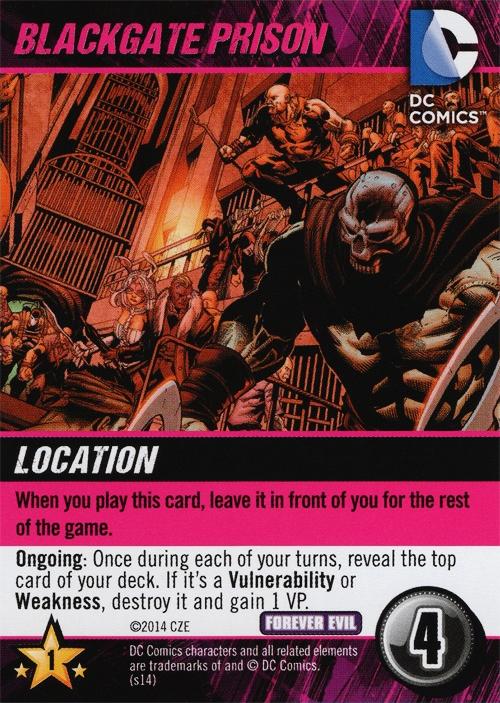 BLACKGATE PRISON
DC COMICS™
LOCATION
When you play this card, leave it in front of you for the rest
of the game.
Ongoing: Once during each of your turns, reveal the top
card of your deck. If it's a Vulnerability or
Weakness, destroy it and gain 1 VP.
©2014 CZE
FOREVER EVIL
1
DC Comics characters and all related elements
are trademarks of and © DC Comics.
(s14)
4